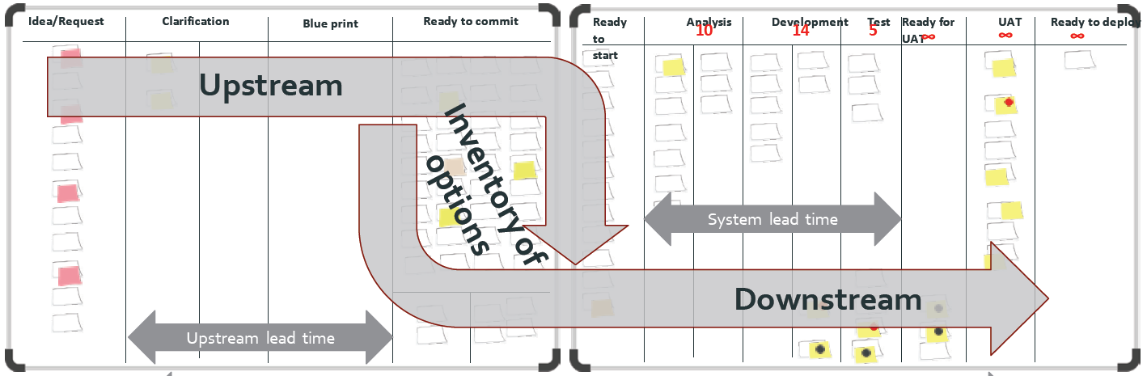 Idea/Request
Clarification
Blue print
Ready to commit
Ready
to
start
Analysis
10
Development
14
Test
5
Ready for
UAT
∞
UAT
∞
Ready to deploy
∞
Upstream
Inventory of
options
System lead time
Downstream
Upstream lead time